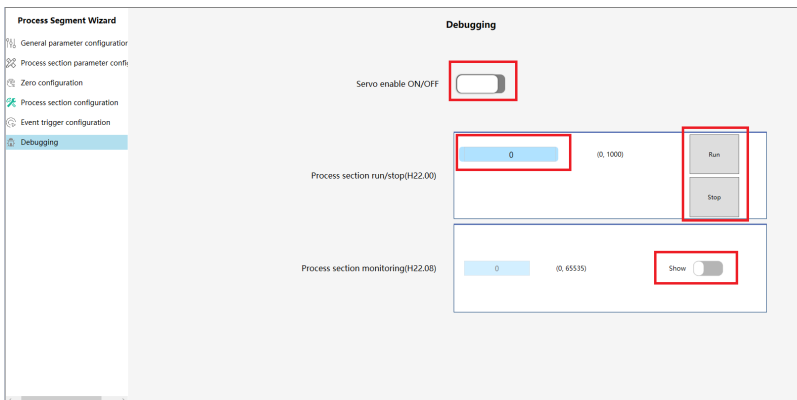 Process Segment Wizard
General parameter configuration
Process section parameter config
Zero configuration
Process section configuration
Event trigger configuration
Debugging
Debugging
Servo enable ON/OFF
Process section run/stop(H22.00)
0
(0, 1000)
Run
Stop
Process section monitoring(H22.08)
0
(0, 65535)
Show